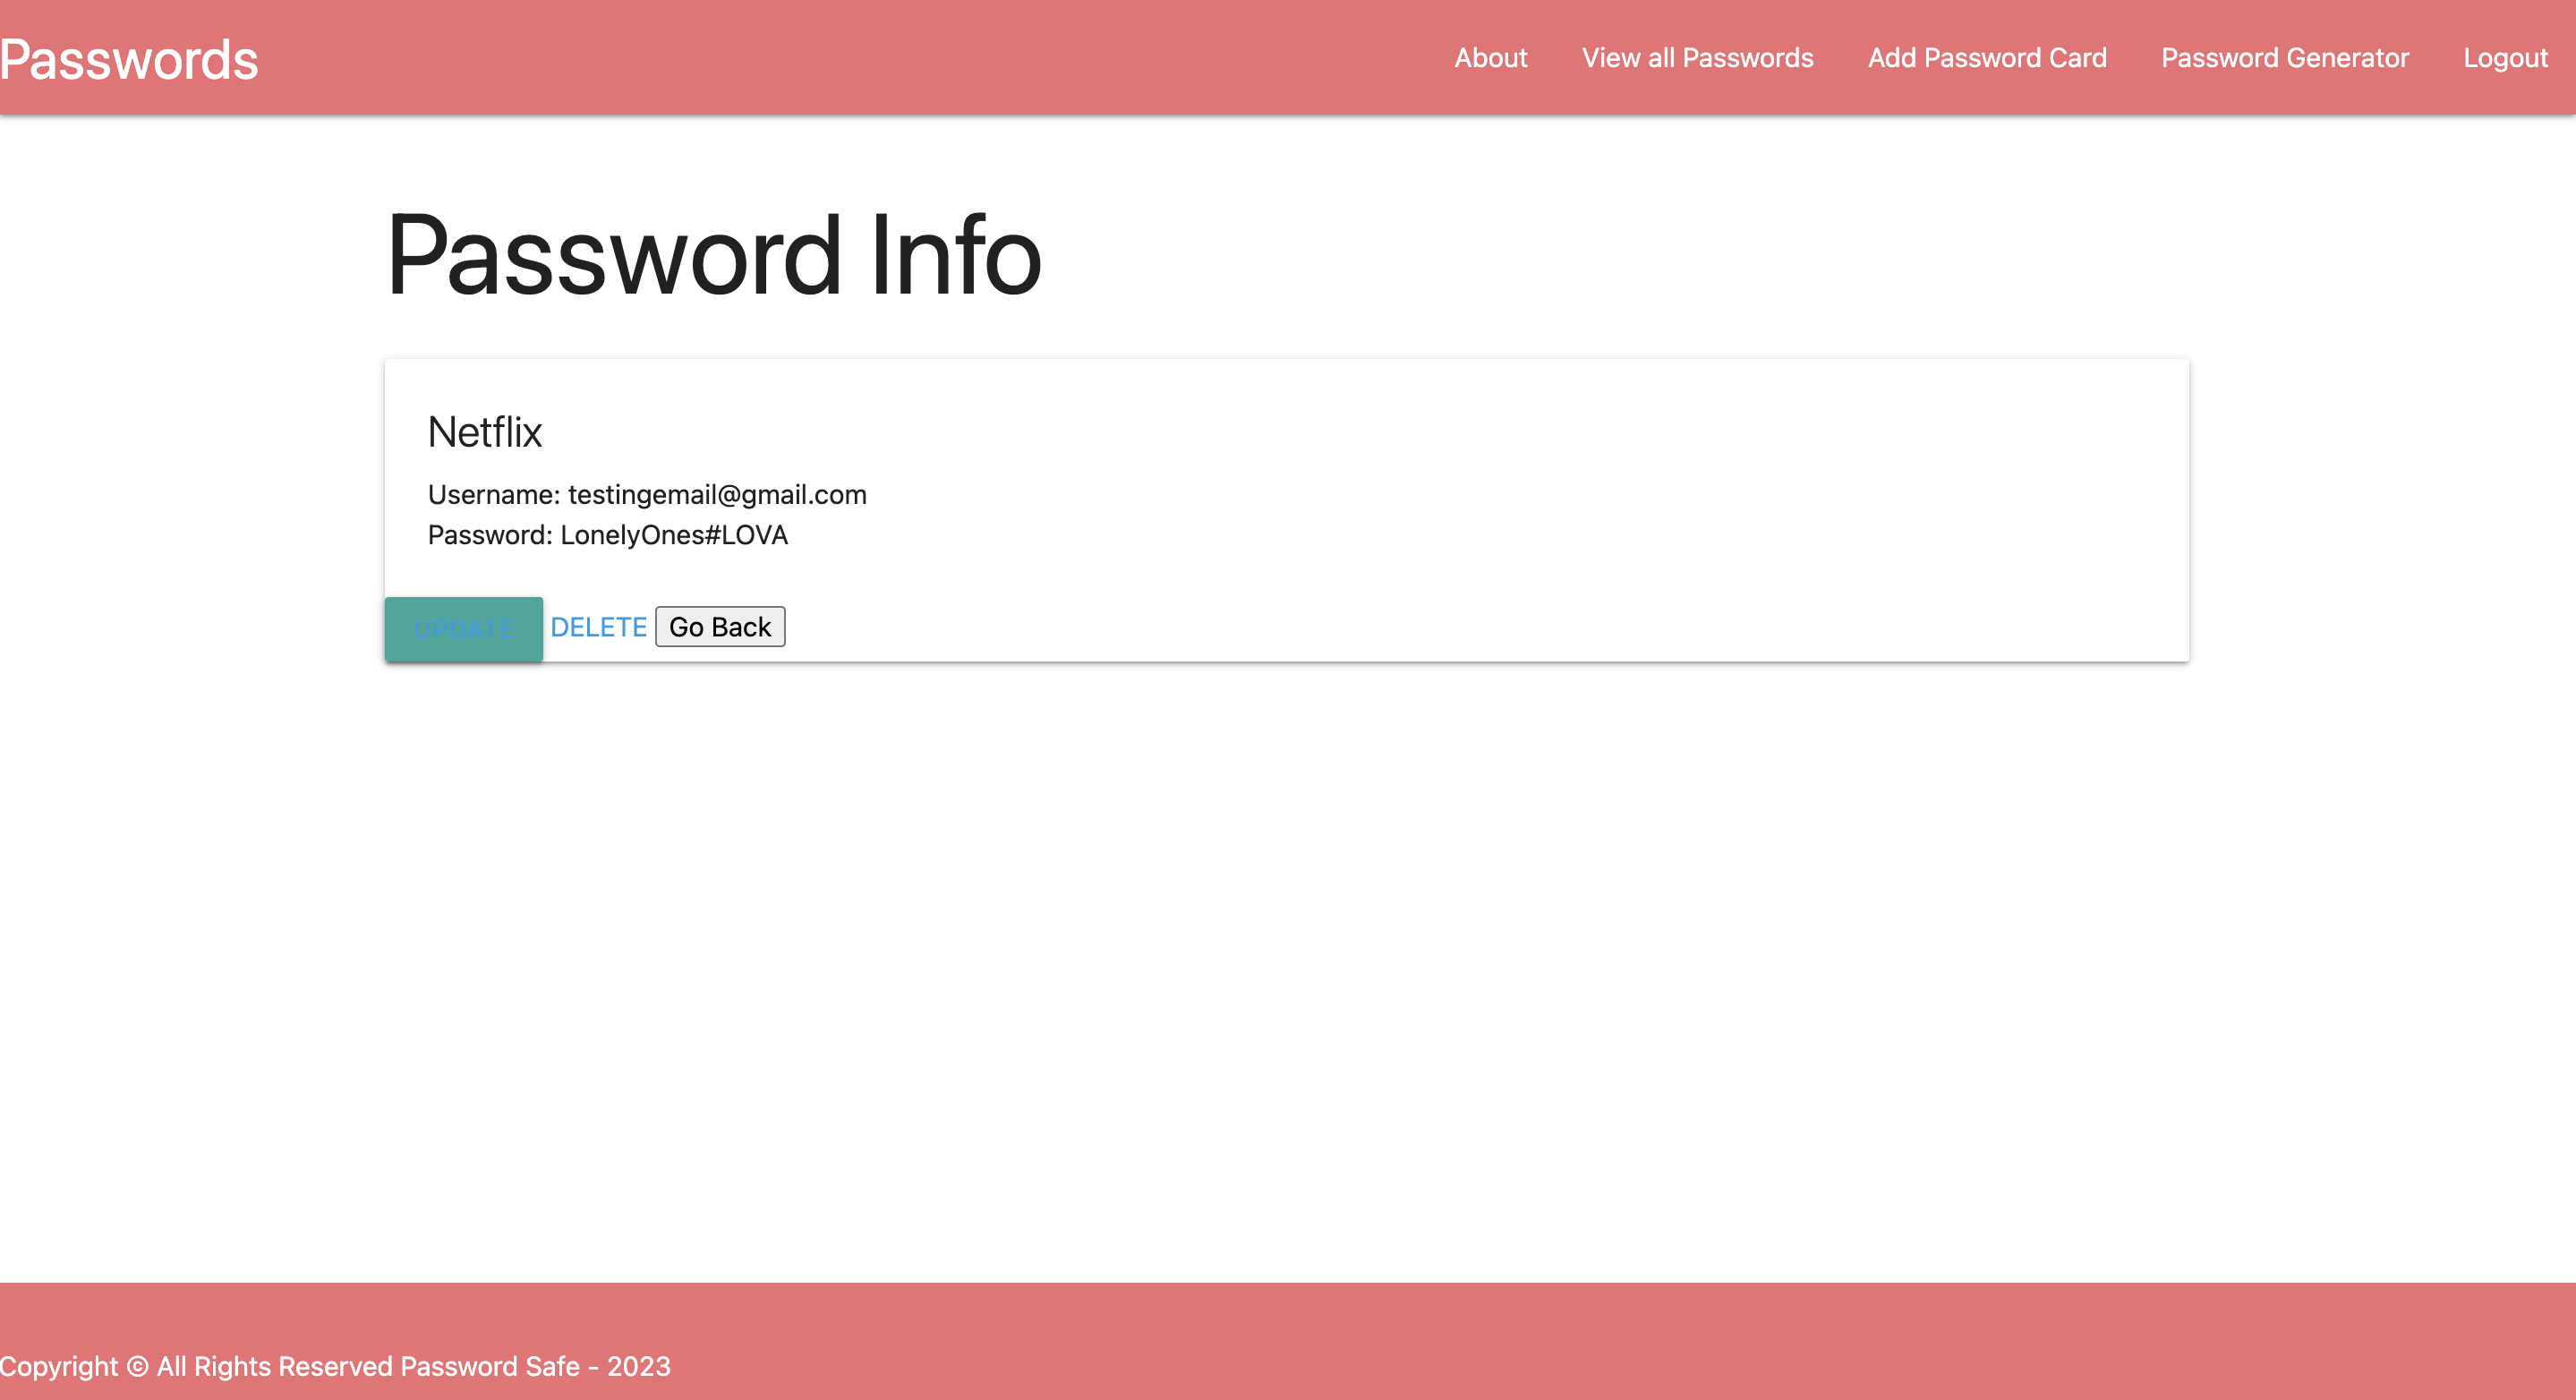 Passwords About View all Passwords Add Password Card Password Generator Logout
Password Info
Netflix
Username: testingemail@gmail.com
Password: LonelyOnes#LOVA
UPDATE DELETE Go Back
Copyright © All Rights Reserved Password Safe - 2023